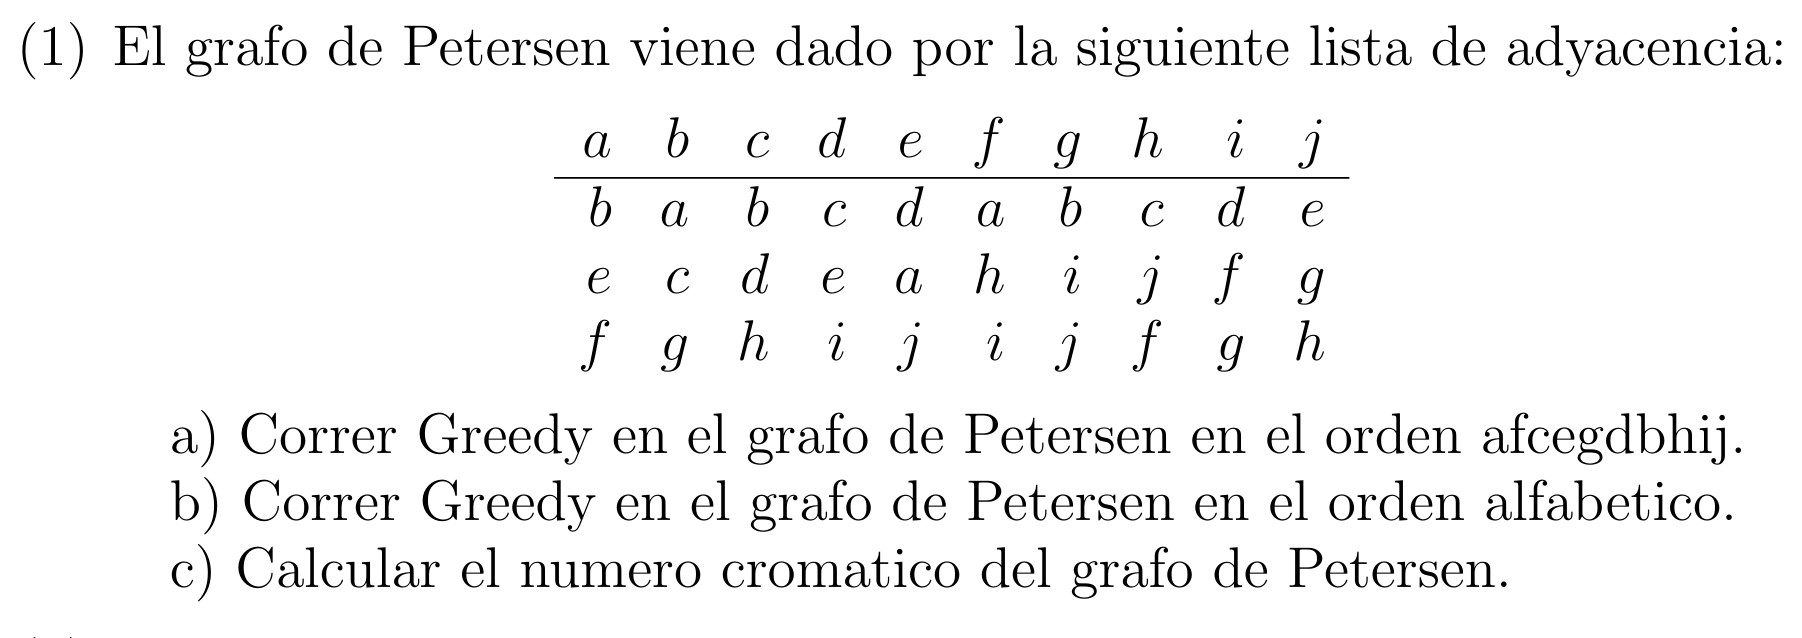 (1) El grafo de Petersen viene dado por la siguiente lista de adyacencia:
a b c d e f g h i j
b a b c d a b c d e
e c d e a h i j f g
f g h i j i j f g h
a) Correr Greedy en el grafo de Petersen en el orden afcegdbhij.
b) Correr Greedy en el grafo de Petersen en el orden alfabetico.
c) Calcular el numero cromatico del grafo de Petersen.